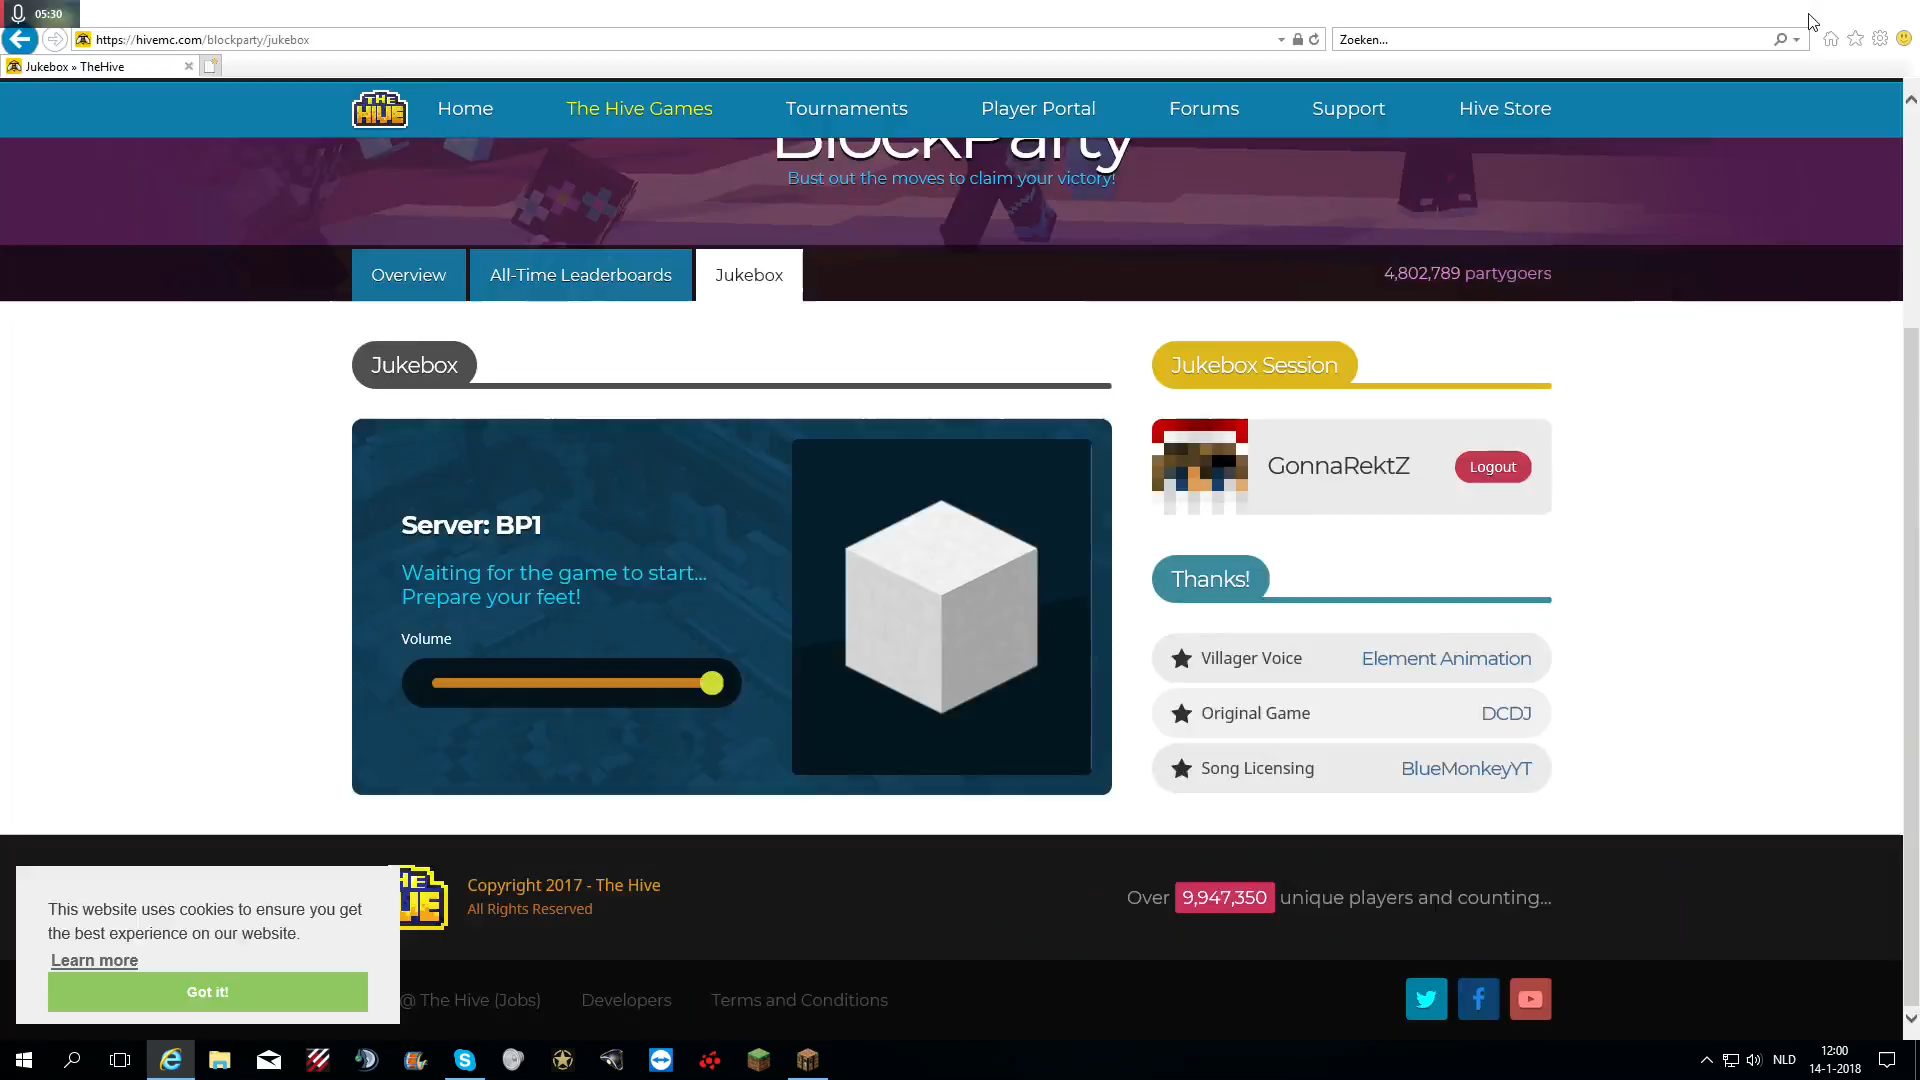 05:30
https://hivemc.com/blockparty/jukebox
Zoeken...
Jukebox » TheHive
THE HIVE
Home
The Hive Games
Tournaments
Player Portal
Forums
Support
Hive Store
BlockParty
Bust out the moves to claim your victory!
Overview
All-Time Leaderboards
Jukebox
4,802,789 partygoers
Jukebox
Jukebox Session
Server: BP1
Waiting for the game to start...
Prepare your feet!
Volume
GonnaRektZ
Logout
Thanks!
Villager Voice
Element Animation
Original Game
DCDJ
Song Licensing
BlueMonkeyYT
Copyright 2017 - The Hive
All Rights Reserved
Over 9,947,350 unique players and counting...
This website uses cookies to ensure you get
the best experience on our website.
Learn more
Got it!
@ The Hive (Jobs)
Developers
Terms and Conditions
NLD
12:00
14-1-2018